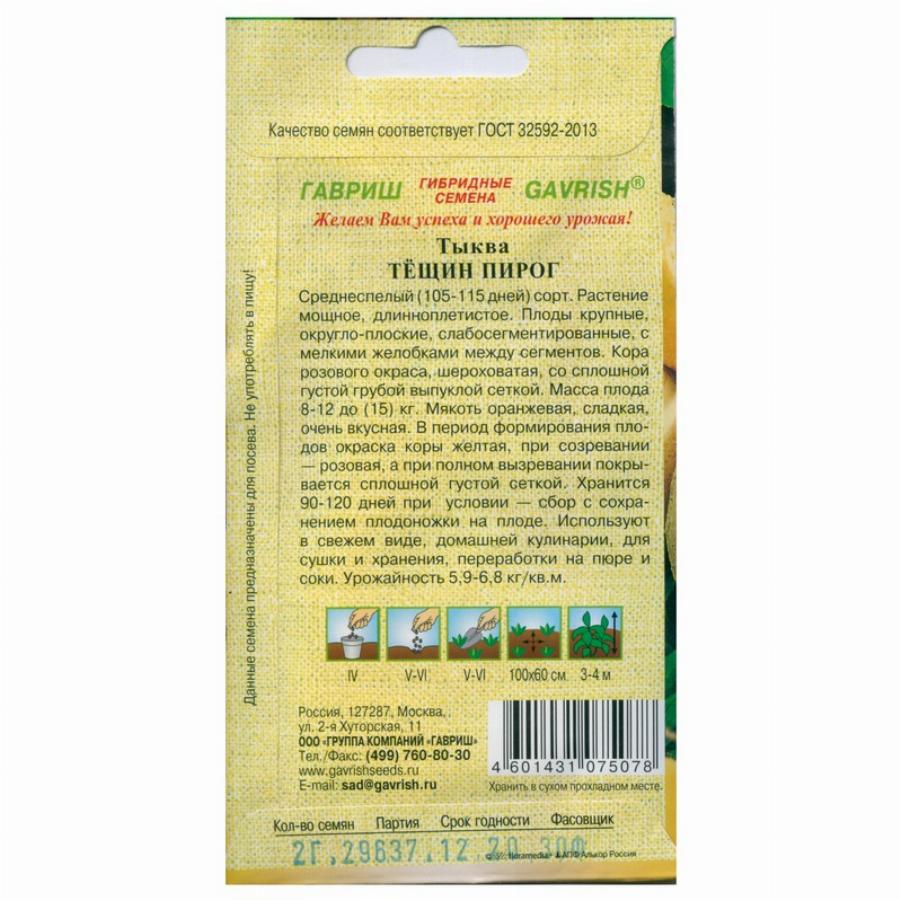 Качество семян соответствует ГОСТ 32592-2013
ГАВРИШ ГИБРИДНЫЕ СЕМЕНА GAVRISH®
Желаем Вам успеха и хорошего урожая!
Тыква
ТЁЩИН ПИРОГ
Среднеспелый (105-115 дней) сорт. Растение
мощное, длинноплетистое. Плоды крупные,
округло-плоские, слабосегментированные, с
мелкими желобками между сегментов. Кора
розового окраса, шероховатая, со сплошной
густой грубой выпуклой сеткой. Масса плода
8-12 до (15) кг. Мякоть оранжевая, сладкая,
очень вкусная. В период формирования пло-
дов окраска коры желтая, при созревании
— розовая, а при полном вызревании покры-
вается сплошной густой сеткой. Хранится
90-120 дней при условии — сбор с сохра-
нением плодоножки на плоде. Используют
в свежем виде, домашней кулинарии, для
сушки и хранения, переработки на пюре и
соки. Урожайность 5,9-6,8 кг/кв.м.
Данные семена предназначены для посева. Не употреблять в пищу!
IV V-VI V-VI 100х60 см. 3-4 м.
Россия, 127287, Москва,
ул. 2-я Хуторская, 11
ООО «ГРУППА КОМПАНИЙ «ГАВРИШ»
Тел./Факс: (499) 760-80-30
www.gavrishseeds.ru
E-mail: sad@gavrish.ru
4 601431 075078
Хранить в сухом прохладном месте.
Кол-во семян Партия Срок годности Фасовщик
2Г.29637.12 20 30Ф
floramedia® & АПФ Алькор Россия